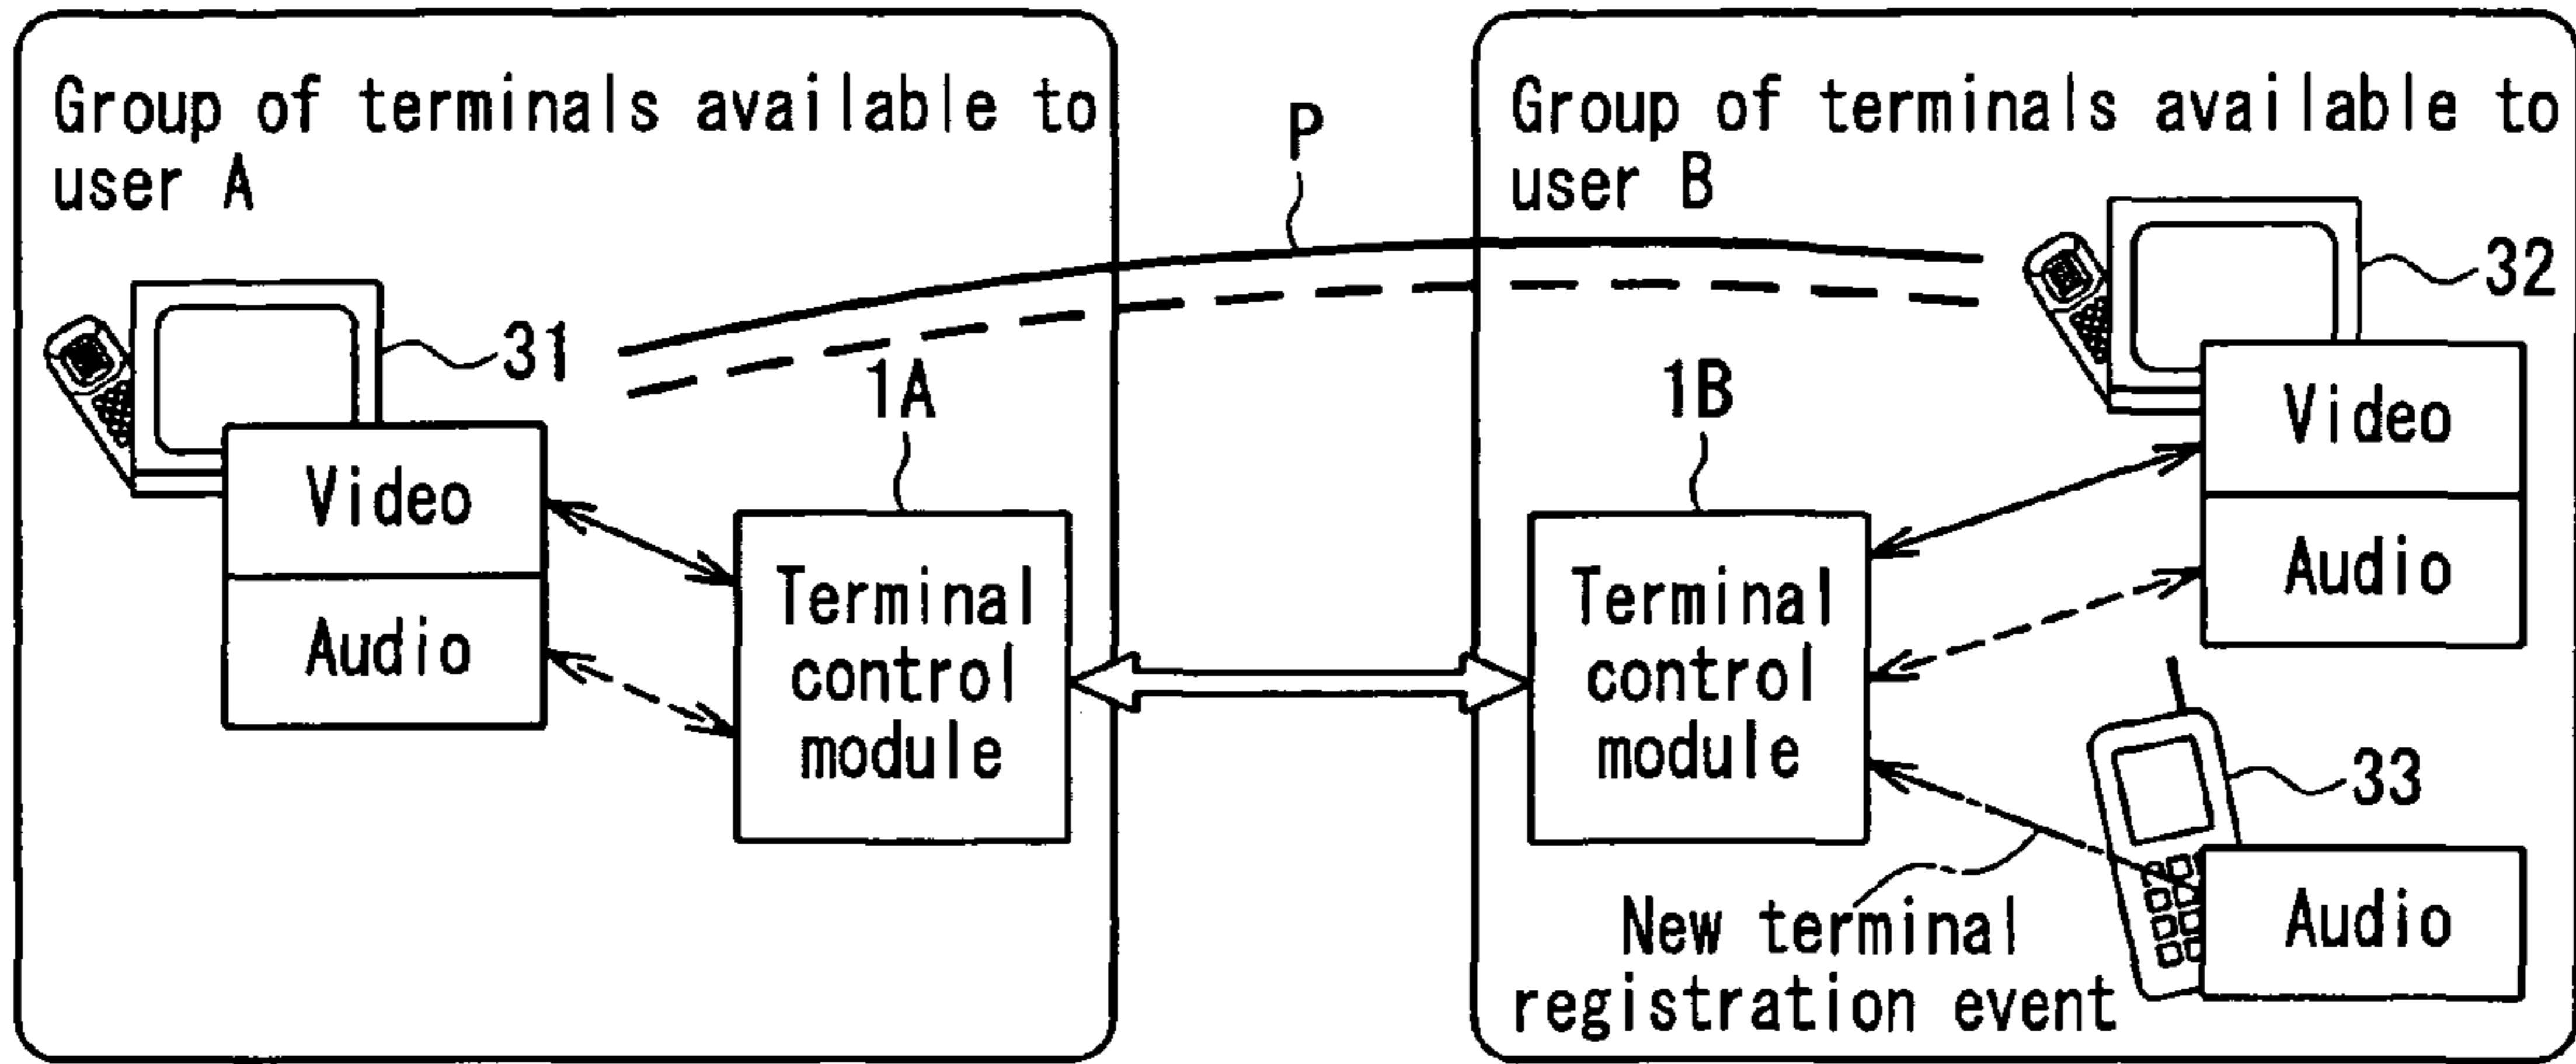 Group of terminals available to
user A
31
Video
Audio
1A
Terminal
control
module
P
Group of terminals available to
user B
32
Video
Audio
1B
Terminal
control
module
33
Audio
New terminal
registration event